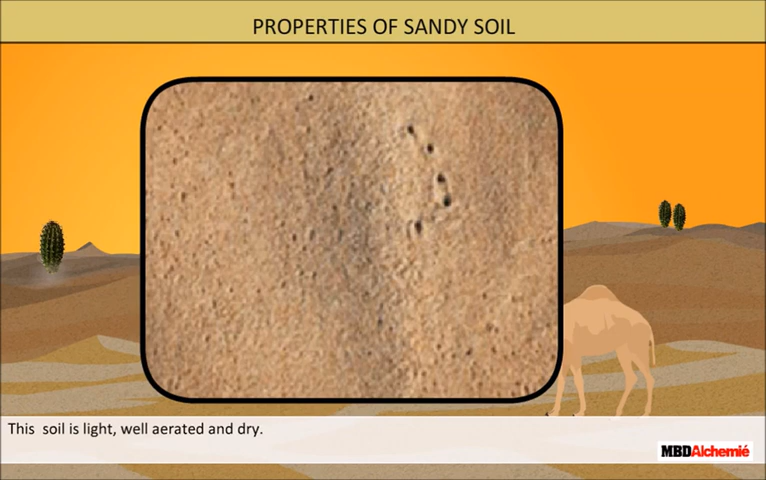 PROPERTIES OF SANDY SOIL
This  soil is light, well aerated and dry.
MBDAlchemié